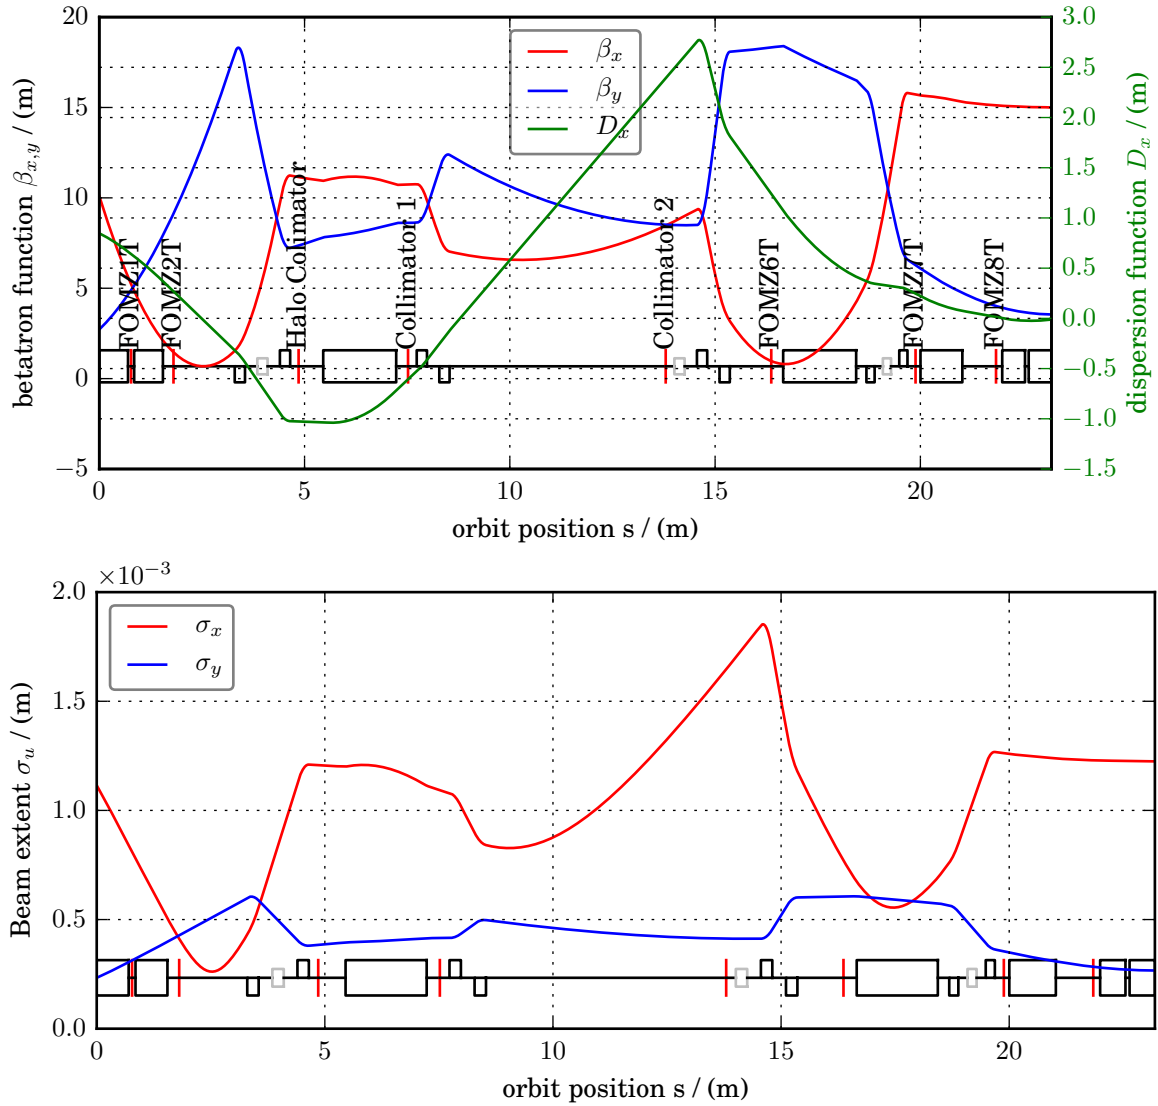 20
15
10
5
0
−5
betatron function β_{x,y} / (m)
β_x
β_y
D_x
3.0
2.5
2.0
1.5
1.0
0.5
0.0
−0.5
−1.0
−1.5
dispersion function D_x / (m)
FOMZ1T
FOMZ2T
Halo Colimator
Collimator 1
Collimator 2
FOMZ6T
FOMZ7T
FOMZ8T
0 5 10 15 20
orbit position s / (m)
×10⁻³
2.0
1.5
1.0
0.5
0.0
Beam extent σ_u / (m)
σ_x
σ_y
0 5 10 15 20
orbit position s / (m)